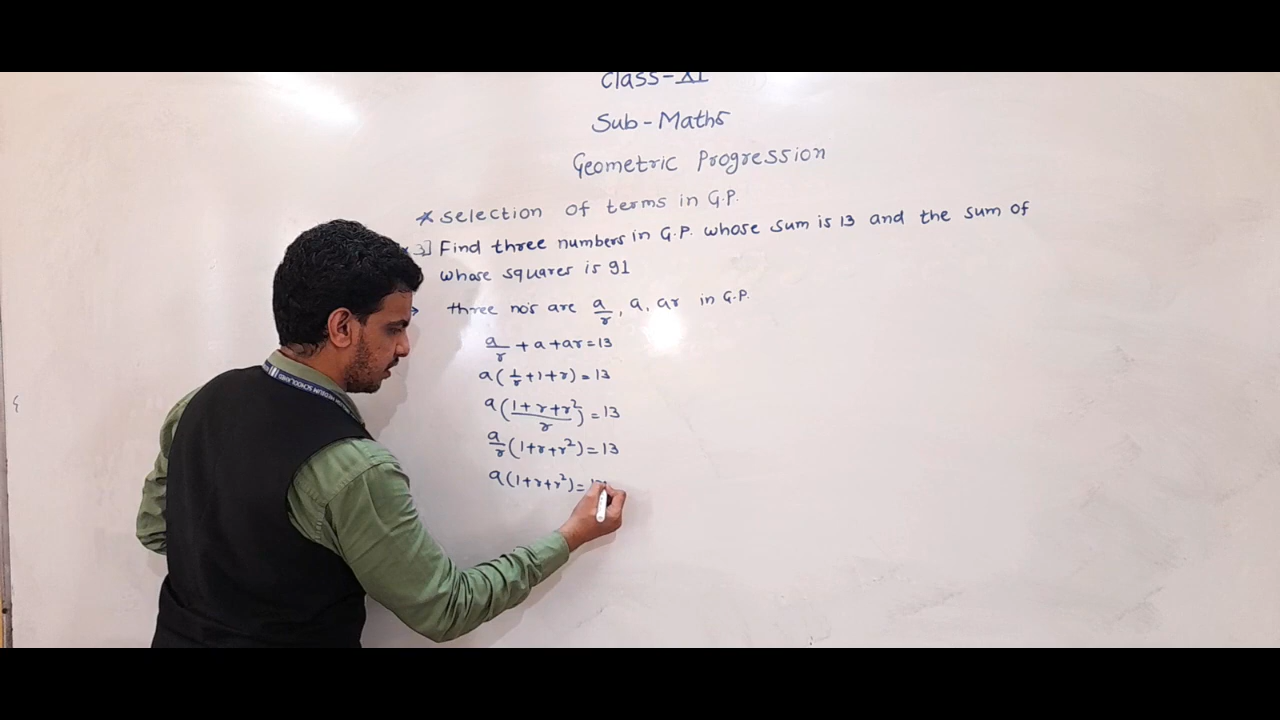 Class-XI
Sub-Maths
Geometric Progression
* Selection of terms in G.P.
3] Find three numbers in G.P. whose sum is 13 and the sum of
whose squares is 91
→ three no's are a/r, a, ar in G.P.
a/r + a + ar = 13
a(1/r + 1 + r) = 13
a((1 + r + r²)/r) = 13
a/r (1 + r + r²) = 13
a(1 + r + r²) =